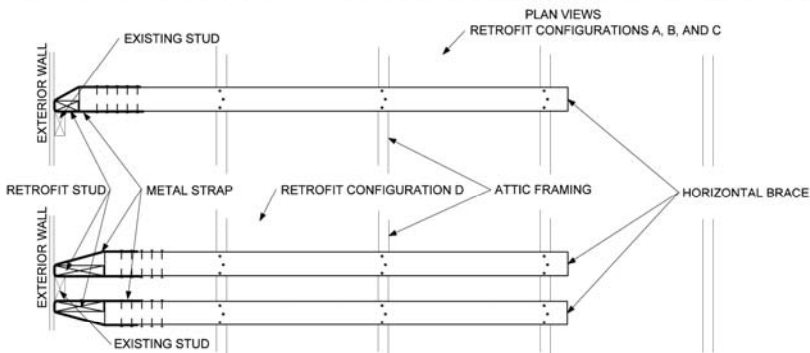 PLAN VIEWS
RETROFIT CONFIGURATIONS A, B, AND C
EXISTING STUD
EXTERIOR WALL
RETROFIT STUD
METAL STRAP
RETROFIT CONFIGURATION D
ATTIC FRAMING
HORIZONTAL BRACE
EXTERIOR WALL
EXISTING STUD